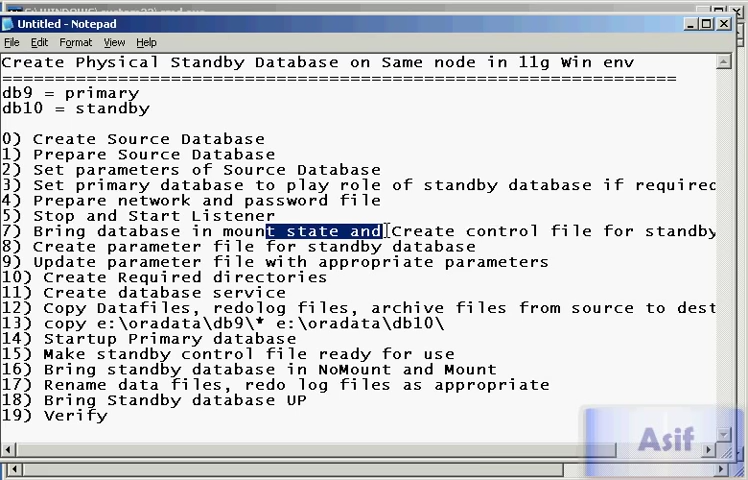 Untitled - Notepad
File Edit Format View Help
Create Physical Standby Database on Same node in 11g Win env
================================================================
db9 = primary
db10 = standby
0) Create Source Database
1) Prepare Source Database
2) Set parameters of Source Database
3) Set primary database to play role of standby database if required
4) Prepare network and password file
5) Stop and Start Listener
7) Bring database in mount state and Create control file for standby
8) Create parameter file for standby database
9) Update parameter file with appropriate parameters
10) Create Required directories
11) Create database service
12) Copy Datafiles, redolog files, archive files from source to dest
13) copy e:\oradata\db9\* e:\oradata\db10\
14) Startup Primary database
15) Make standby control file ready for use
16) Bring standby database in NoMount and Mount
17) Rename data files, redo log files as appropriate
18) Bring Standby database UP
19) Verify
Asif